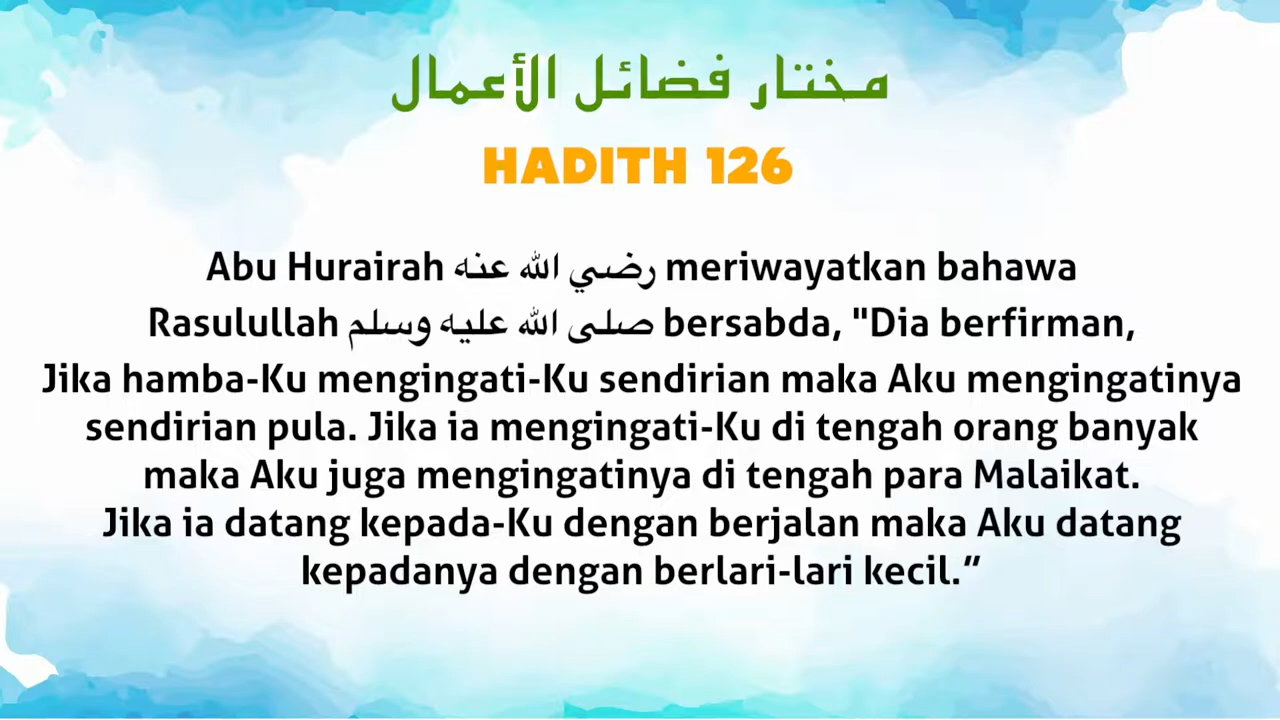 مختار فضائل الأعمال
HADITH 126
Abu Hurairah رضي الله عنه meriwayatkan bahawa
Rasulullah صلى الله عليه وسلم bersabda, "Dia berfirman,
Jika hamba-Ku mengingati-Ku sendirian maka Aku mengingatinya
sendirian pula. Jika ia mengingati-Ku di tengah orang banyak
maka Aku juga mengingatinya di tengah para Malaikat.
Jika ia datang kepada-Ku dengan berjalan maka Aku datang
kepadanya dengan berlari-lari kecil.”